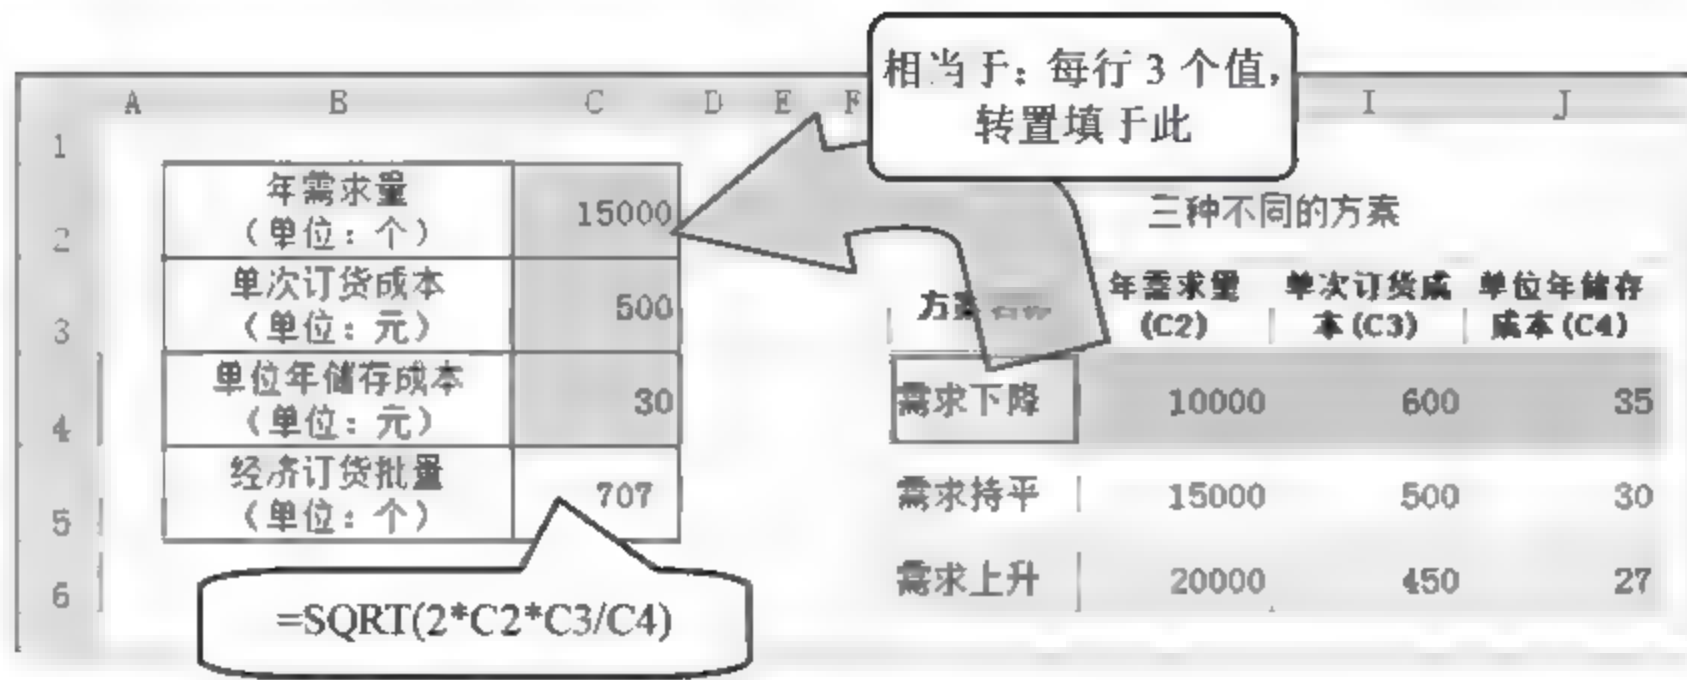 相当于：每行 3 个值，
转置填于此
A B C D E F I J
1
年需求量
（单位：个）
15000
2
三种不同的方案
单次订货成本
（单位：元）
500
3
方案名称
年需求量
(C2)
单次订货成
本(C3)
单位年储存
成本(C4)
单位年储存成本
（单位：元）
30
4
需求下降 10000 600 35
经济订货批量
（单位：个）
707
5
需求持平 15000 500 30
6
需求上升 20000 450 27
=SQRT(2*C2*C3/C4)